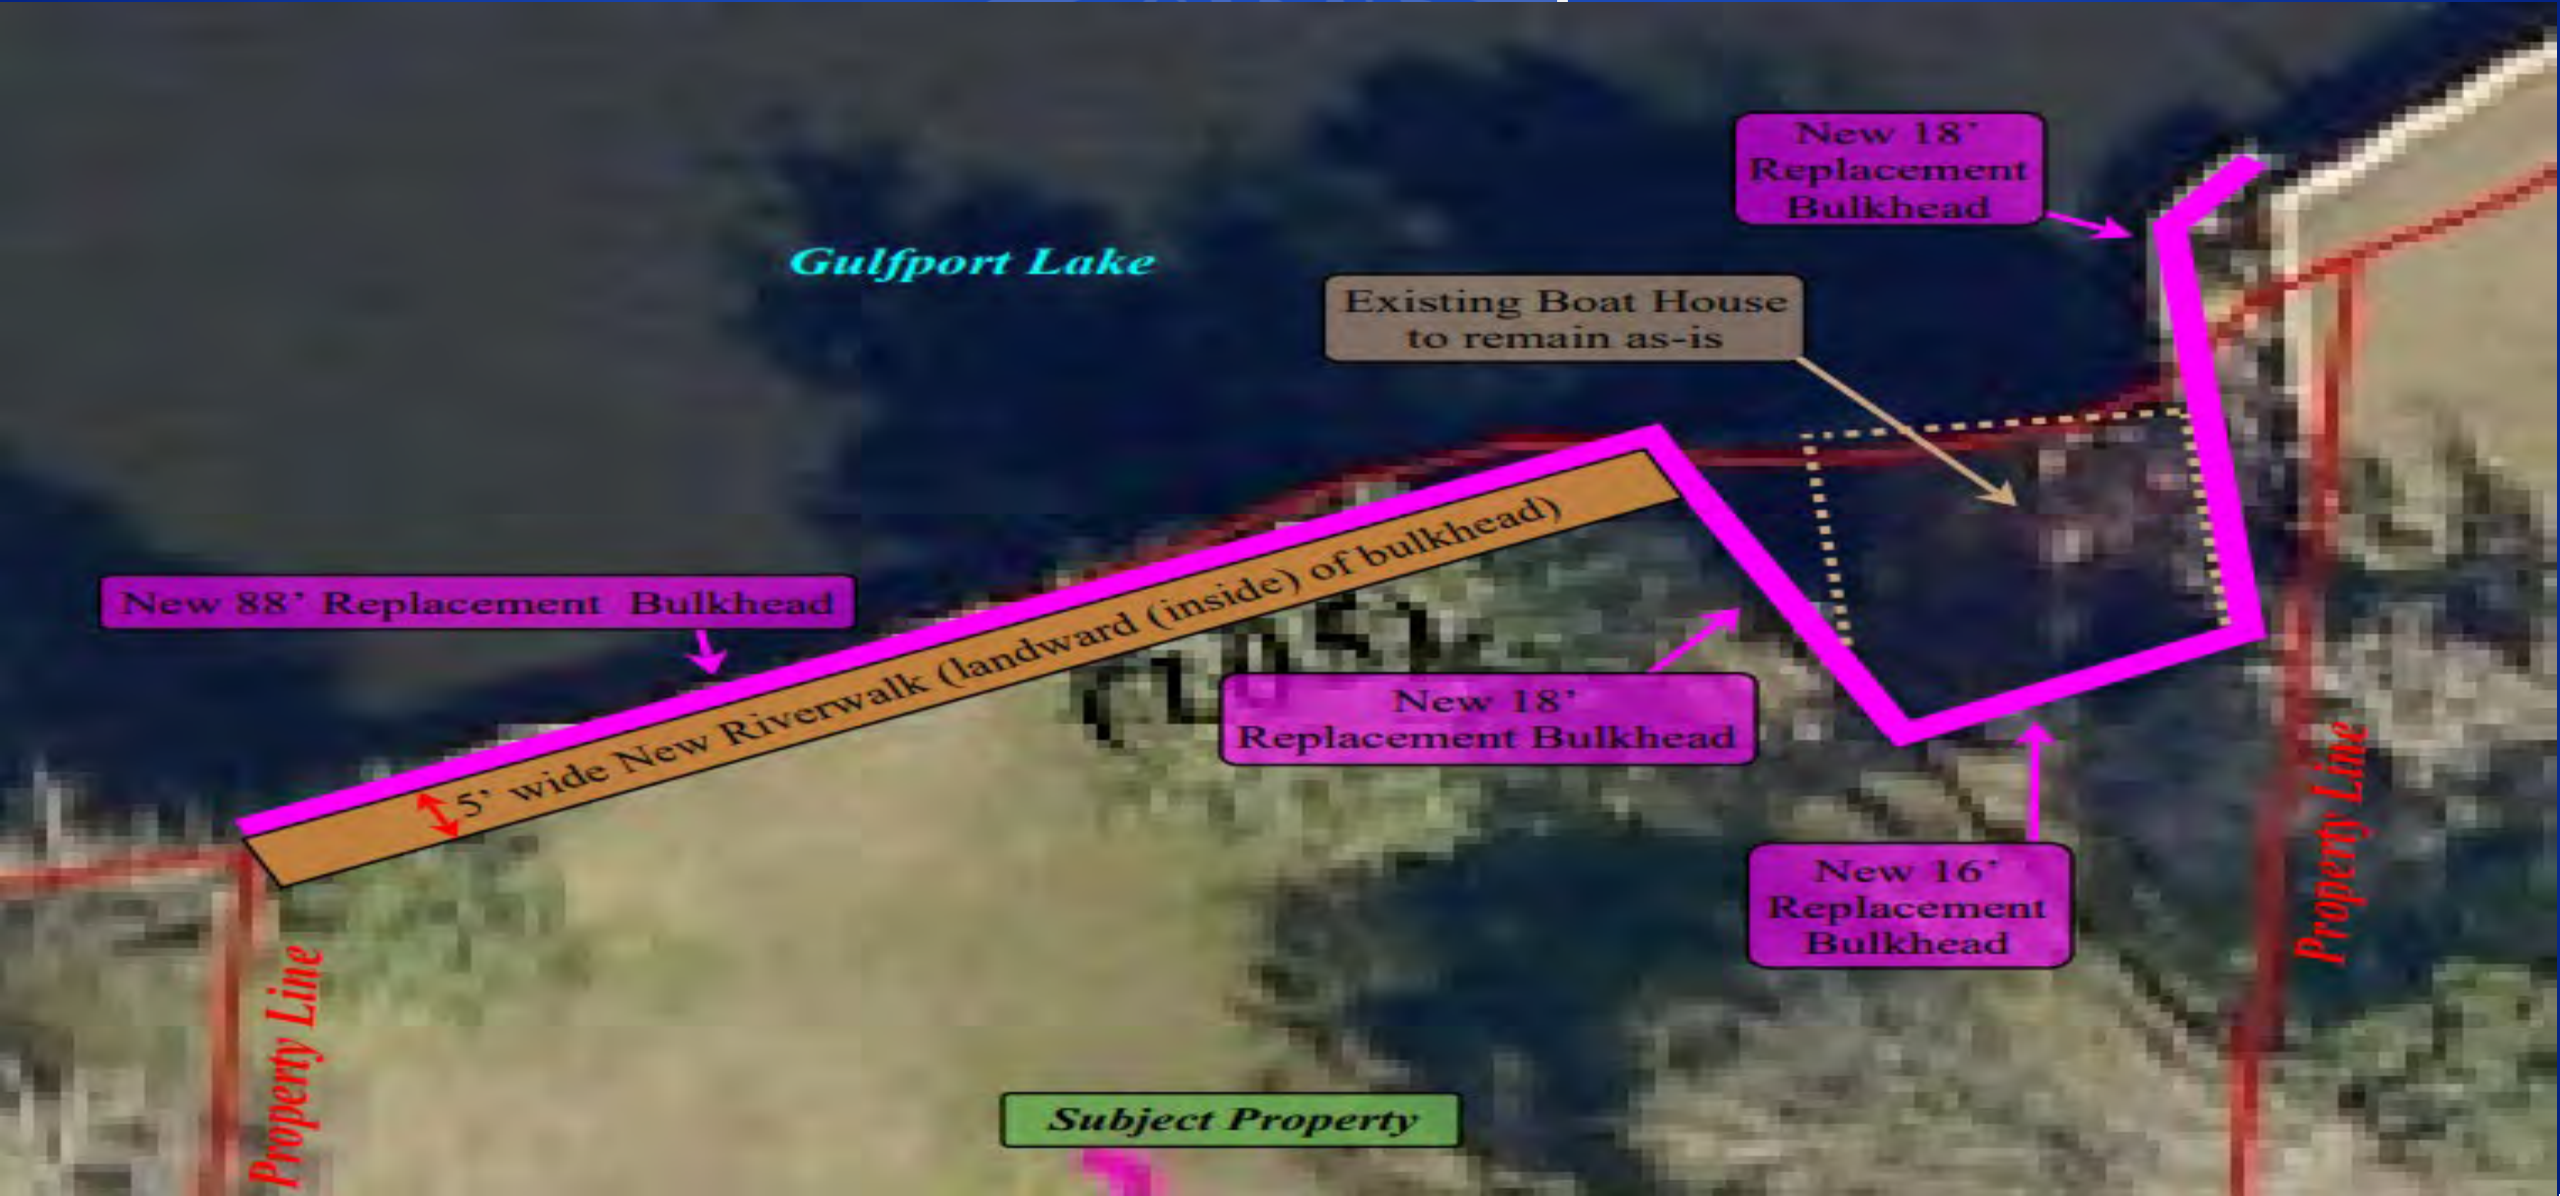 New 18’
Replacement
Bulkhead
Gulfport Lake
Existing Boat House
to remain as-is
New 88’ Replacement Bulkhead
5’ wide New Riverwalk (landward (inside) of bulkhead)
New 18’
Replacement Bulkhead
New 16’
Replacement
Bulkhead
Property Line
Property Line
Subject Property